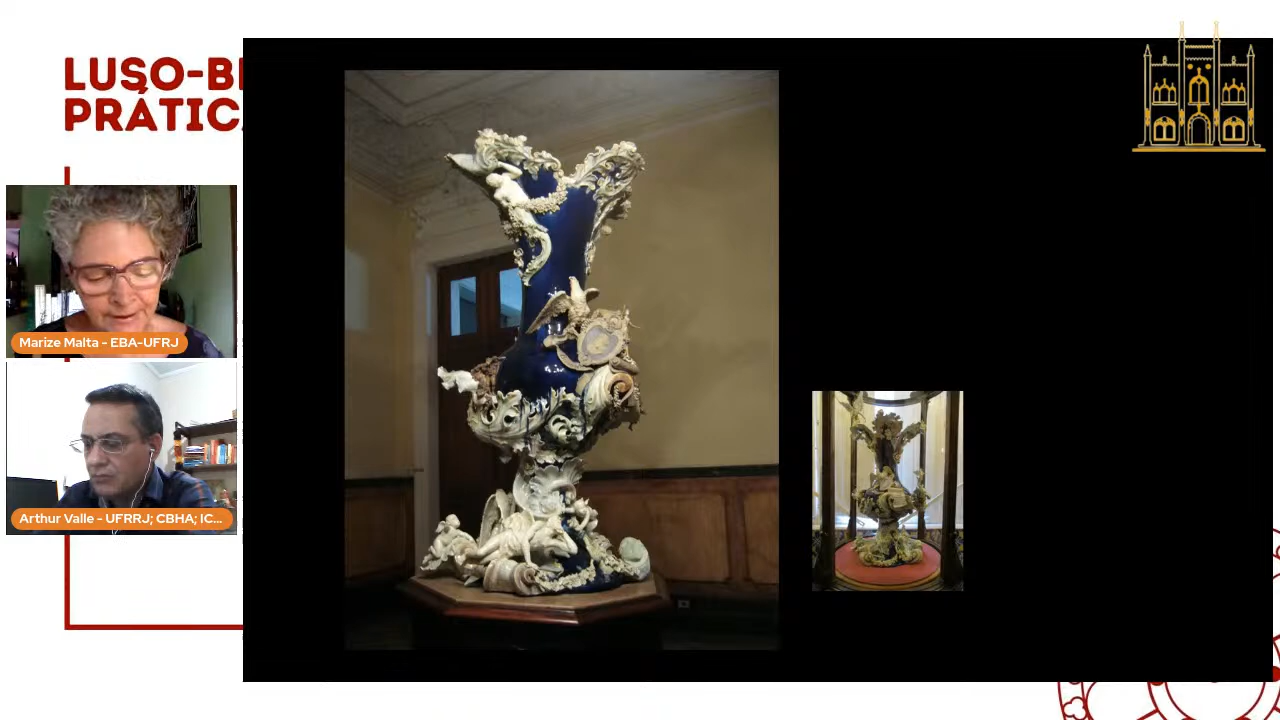 LUSO-B
PRÁTIC
Marize Malta - EBA-UFRJ
Arthur Valle - UFRRJ; CBHA; IC...